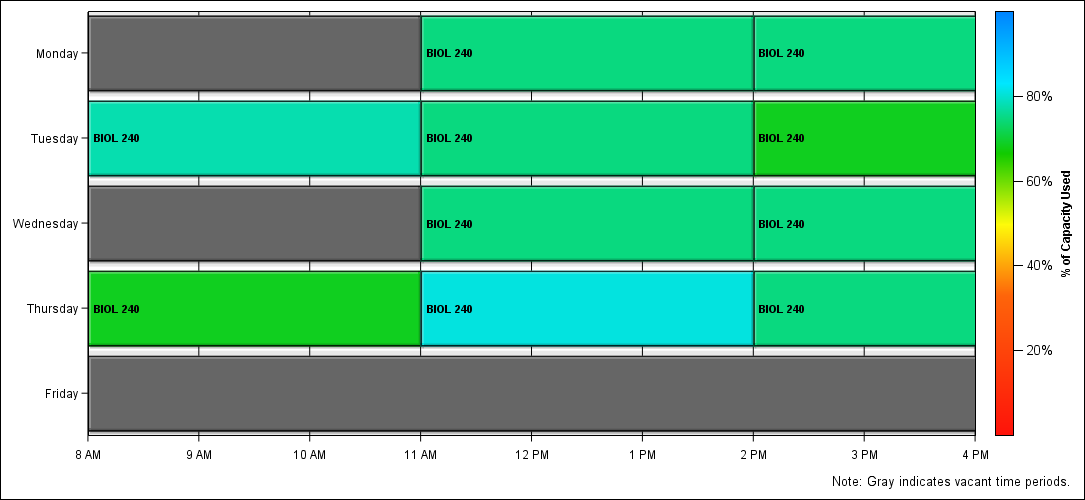 Monday
BIOL 240
BIOL 240
80%
Tuesday
BIOL 240
BIOL 240
BIOL 240
60%
Wednesday
BIOL 240
BIOL 240
% of Capacity Used
40%
Thursday
BIOL 240
BIOL 240
BIOL 240
20%
Friday
8 AM 9 AM 10 AM 11 AM 12 PM 1 PM 2 PM 3 PM 4 PM
Note: Gray indicates vacant time periods.